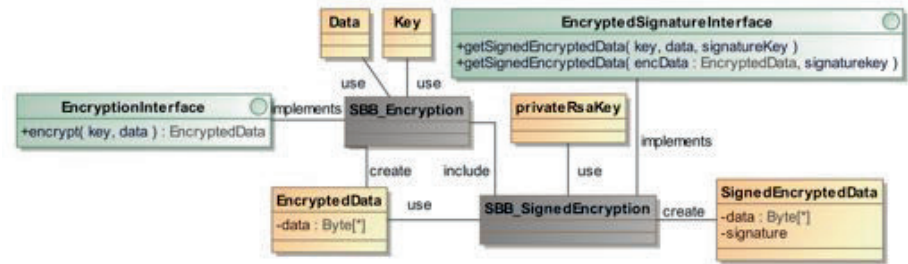 Data
Key
EncryptedSignatureInterface
+getSignedEncryptedData( key, data, signatureKey )
+getSignedEncryptedData( encData : EncryptedData, signaturekey )
use
use
EncryptionInterface
+encrypt( key, data ) : EncryptedData
implements
SBB_Encryption
privateRsaKey
implements
create
include
use
EncryptedData
-data : Byte[*]
use
SBB_SignedEncryption
create
SignedEncryptedData
-data : Byte[*]
-signature